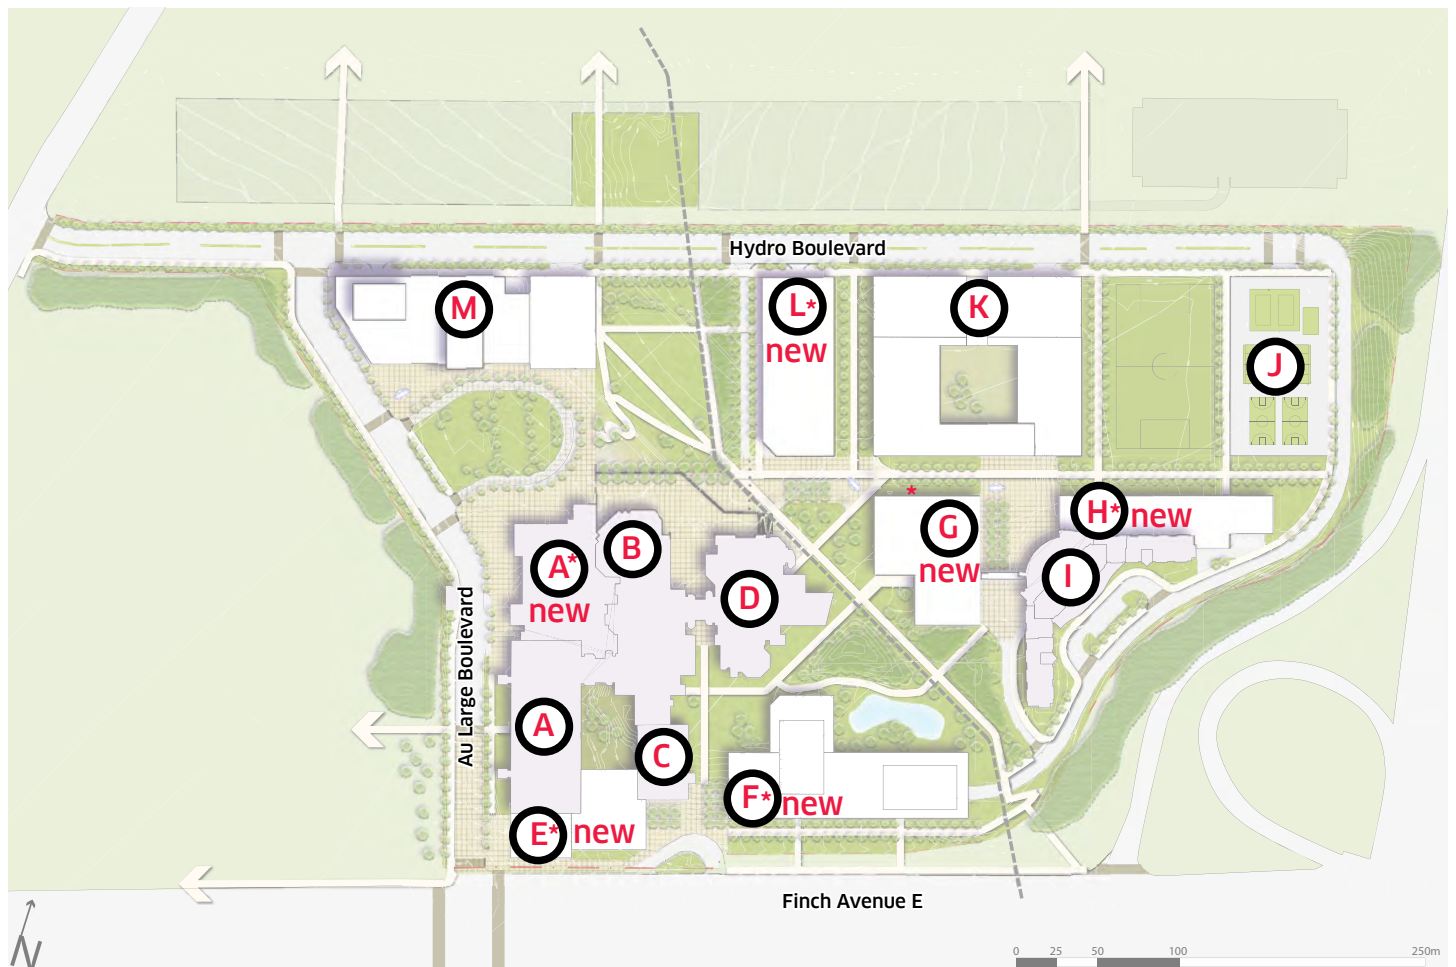 Hydro Boulevard
M
L*
new
K
J
*
G
new
H* new
I
A*
new
B
D
Au Large Boulevard
A
C
E* new
F* new
Finch Avenue E
N
0 25 50 100 250m